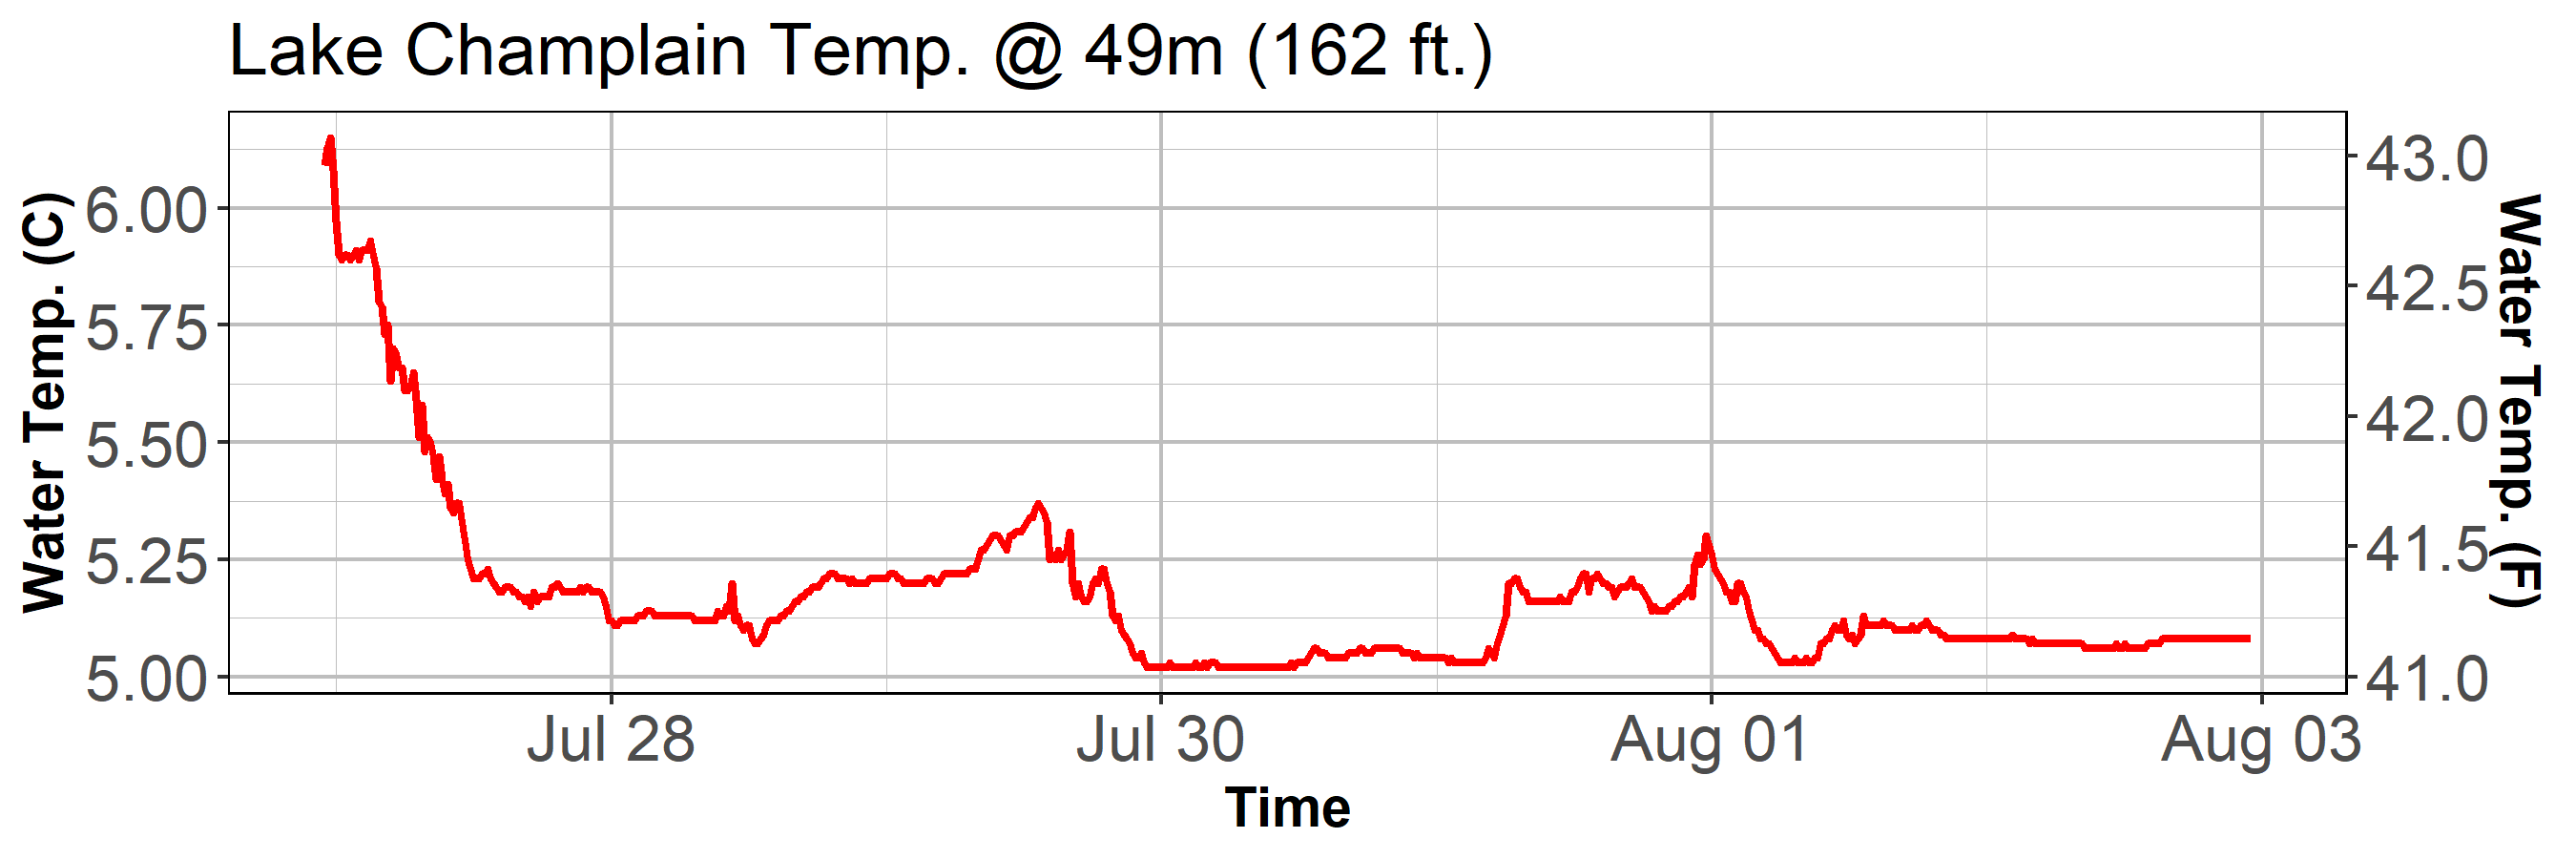 Lake Champlain Temp. @ 49m (162 ft.)
Water Temp. (C)
6.00
5.75
5.50
5.25
5.00
43.0
42.5
42.0
41.5
41.0
Water Temp. (F)
Jul 28
Jul 30
Aug 01
Aug 03
Time